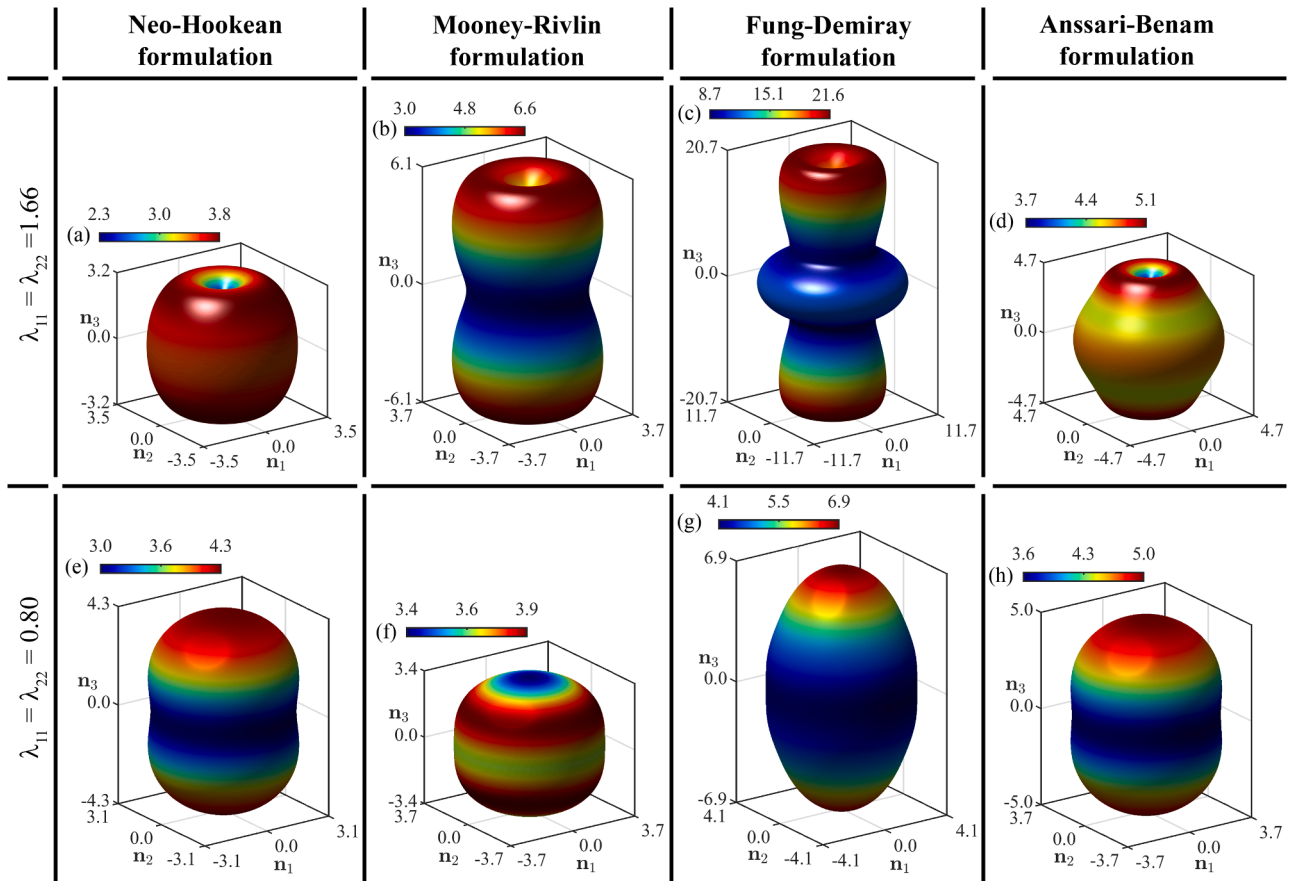 Neo-Hookean
formulation
Mooney-Rivlin
formulation
Fung-Demiray
formulation
Anssari-Benam
formulation
λ11 = λ22 = 1.66
(a)
2.3 3.0 3.8
3.2
n3
0.0
-3.2
3.5
0.0
n2
-3.5
-3.5
n1
0.0
3.5
(b)
3.0 4.8 6.6
6.1
n3
0.0
-6.1
3.7
0.0
n2
-3.7
-3.7
n1
0.0
3.7
(c)
8.7 15.1 21.6
20.7
n3
0.0
-20.7
11.7
0.0
n2
-11.7
-11.7
n1
0.0
11.7
(d)
3.7 4.4 5.1
4.7
n3
0.0
-4.7
4.7
0.0
n2
-4.7
-4.7
n1
0.0
4.7
λ11 = λ22 = 0.80
(e)
3.0 3.6 4.3
4.3
n3
0.0
-4.3
3.1
0.0
n2
-3.1
-3.1
n1
0.0
3.1
(f)
3.4 3.6 3.9
3.4
n3
0.0
-3.4
3.7
0.0
n2
-3.7
-3.7
n1
0.0
3.7
(g)
4.1 5.5 6.9
6.9
n3
0.0
-6.9
4.1
0.0
n2
-4.1
-4.1
n1
0.0
4.1
(h)
3.6 4.3 5.0
5.0
n3
0.0
-5.0
3.7
0.0
n2
-3.7
-3.7
n1
0.0
3.7